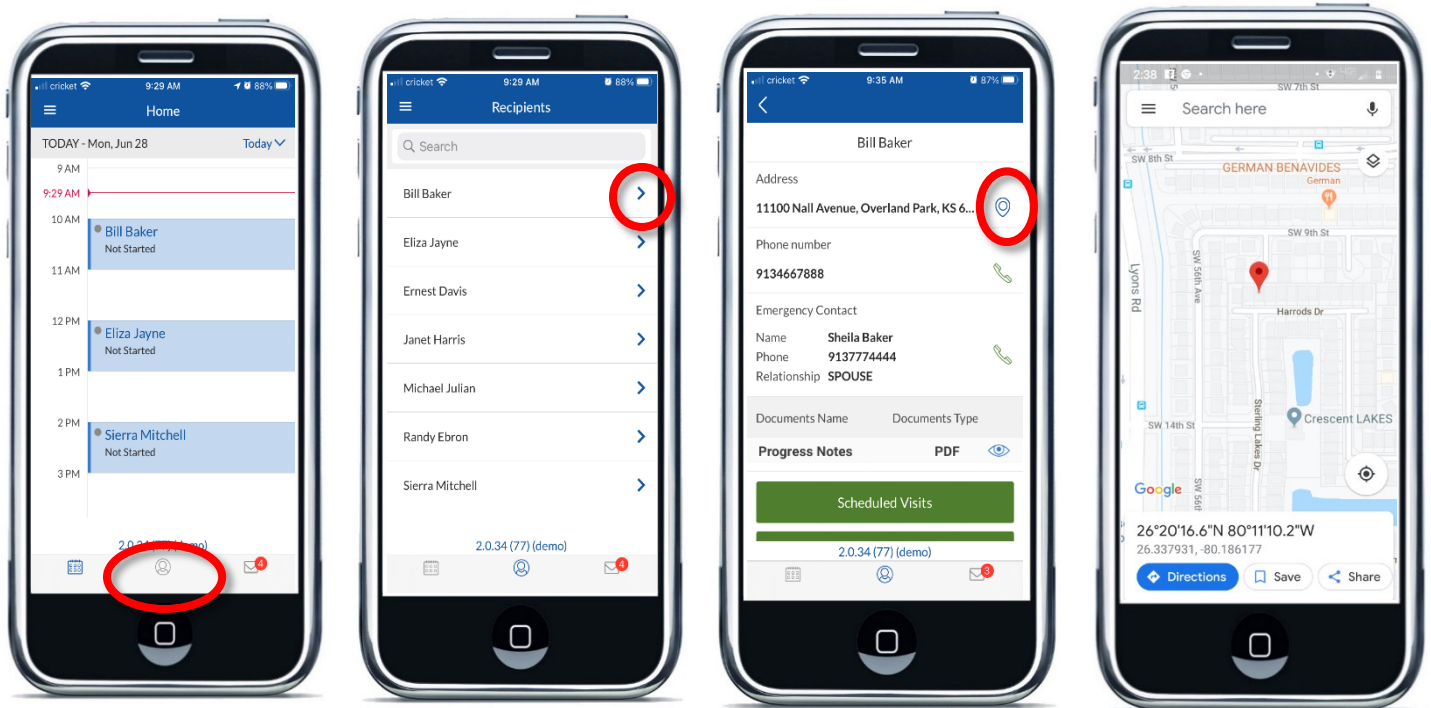 cricket 9:29 AM 88%
Home
TODAY - Mon, Jun 28 Today
9 AM
9:29 AM
10 AM
Bill Baker
Not Started
11 AM
12 PM
Eliza Jayne
Not Started
1 PM
2 PM
Sierra Mitchell
Not Started
3 PM
2.0.34 (77) (demo)
4
cricket 9:29 AM 88%
Recipients
Search
Bill Baker
Eliza Jayne
Ernest Davis
Janet Harris
Michael Julian
Randy Ebron
Sierra Mitchell
2.0.34 (77) (demo)
4
cricket 9:35 AM 87%
Bill Baker
Address
11100 Nall Avenue, Overland Park, KS 6...
Phone number
9134667888
Emergency Contact
Name Sheila Baker
Phone 9137774444
Relationship SPOUSE
Documents Name Documents Type
Progress Notes PDF
Scheduled Visits
2.0.34 (77) (demo)
3
2:38
SW 7th St
Search here
SW 8th St
GERMAN BENAVIDES
German
SW 9th St
SW 56th Ave
Lyons Rd
Harrods Dr
Sterling Lakes Dr
Crescent LAKES
SW 14th St
Google
SW 56th
26°20'16.6"N 80°11'10.2"W
26.337931, -80.186177
Directions Save Share